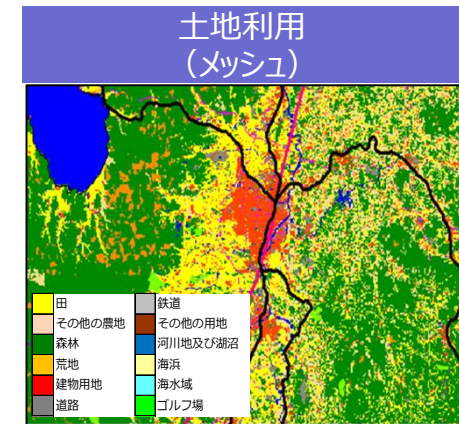 土地利用
（メッシュ）
田
その他の農地
森林
荒地
建物用地
道路
鉄道
その他の用地
河川地及び湖沼
海浜
海水域
ゴルフ場